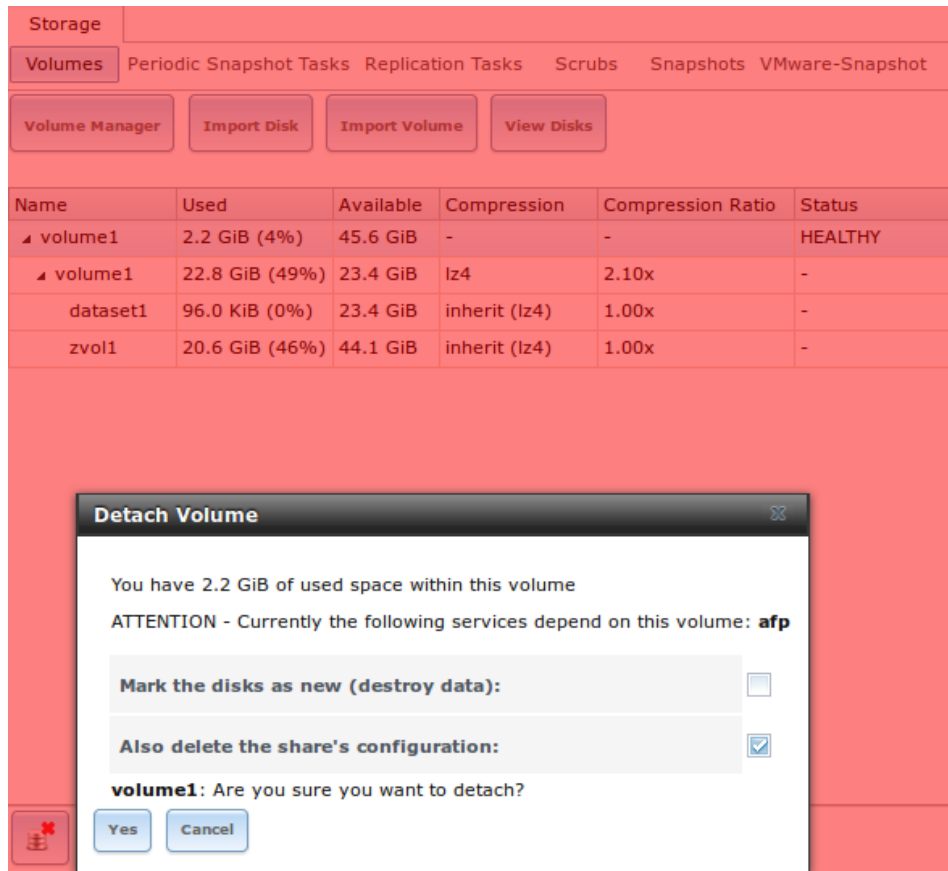 Storage
Volumes Periodic Snapshot Tasks Replication Tasks Scrubs Snapshots VMware-Snapshot
Volume Manager Import Disk Import Volume View Disks
Name Used Available Compression Compression Ratio Status
volume1 2.2 GiB (4%) 45.6 GiB - - HEALTHY
volume1 22.8 GiB (49%) 23.4 GiB lz4 2.10x -
dataset1 96.0 KiB (0%) 23.4 GiB inherit (lz4) 1.00x -
zvol1 20.6 GiB (46%) 44.1 GiB inherit (lz4) 1.00x -
Detach Volume
You have 2.2 GiB of used space within this volume
ATTENTION - Currently the following services depend on this volume: afp
Mark the disks as new (destroy data):
Also delete the share's configuration:
volume1: Are you sure you want to detach?
Yes Cancel